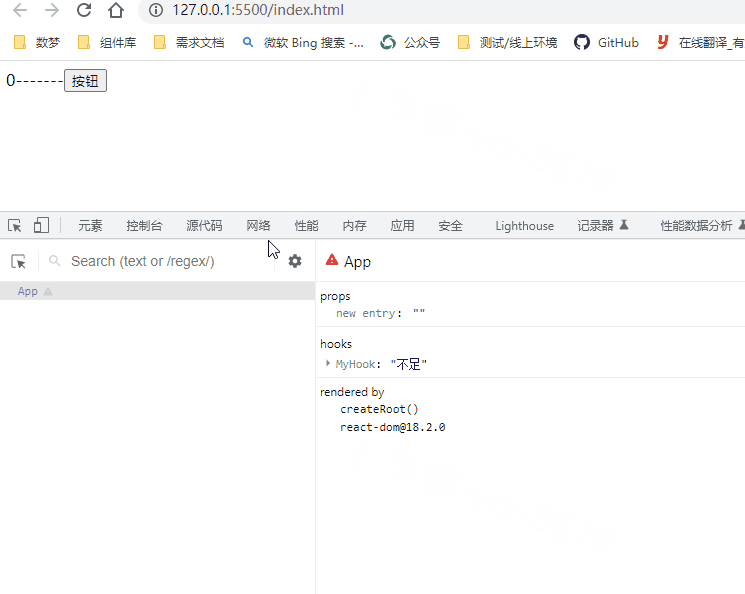 127.0.0.1:5500/index.html
数梦 组件库 需求文档 微软 Bing 搜索 -... 公众号 测试/线上环境 GitHub 在线翻译_有
0-------按钮
元素 控制台 源代码 网络 性能 内存 应用 安全 Lighthouse 记录器 性能数据分析
Search (text or /regex/) App
App
props
new entry: ""
hooks
MyHook: "不足"
rendered by
createRoot()
react-dom@18.2.0